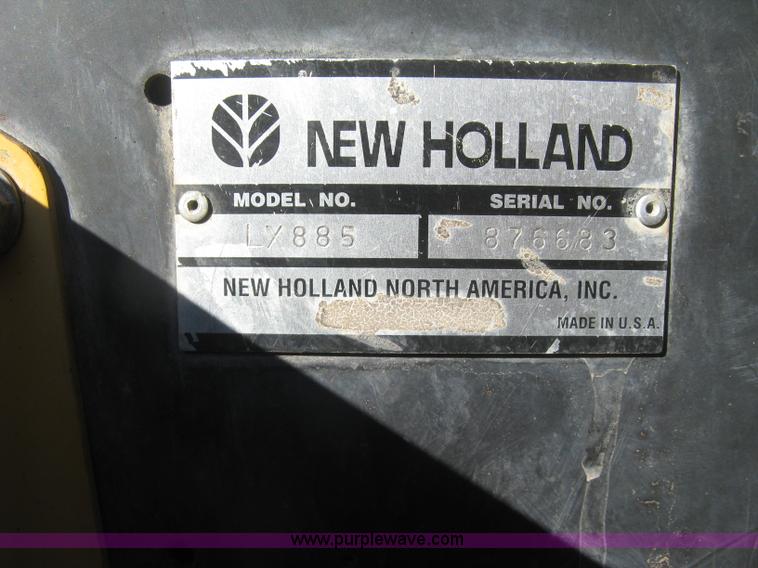 NEW HOLLAND
MODEL NO. SERIAL NO.
LX885 876683
NEW HOLLAND NORTH AMERICA, INC.
MADE IN U.S.A.
www.purplewave.com